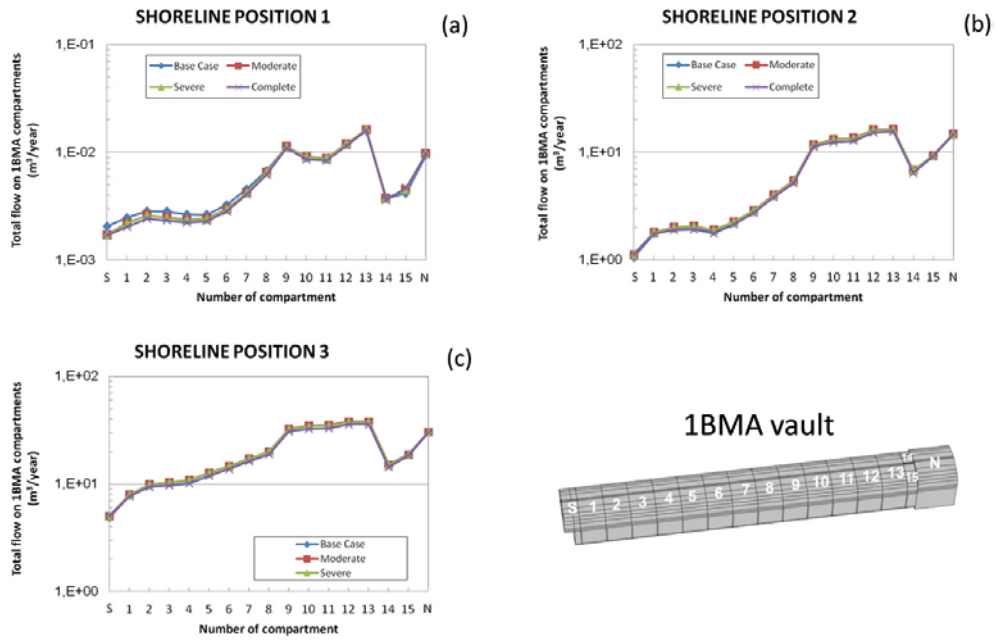 SHORELINE POSITION 1
(a)
Total flow on 1BMA compartments
(m³/year)
1,E-01
1,E-02
1,E-03
Base Case
Moderate
Severe
Complete
S 1 2 3 4 5 6 7 8 9 10 11 12 13 14 15 N
Number of compartment
SHORELINE POSITION 2
(b)
Total flow on 1BMA compartments
(m³/year)
1,E+02
1,E+01
1,E+00
Base Case
Moderate
Severe
Complete
S 1 2 3 4 5 6 7 8 9 10 11 12 13 14 15 N
Number of compartment
SHORELINE POSITION 3
(c)
Total flow on 1BMA compartments
(m³/year)
1,E+02
1,E+01
1,E+00
Base Case
Moderate
Severe
S 1 2 3 4 5 6 7 8 9 10 11 12 13 14 15 N
Number of compartment
1BMA vault
S 1 2 3 4 5 6 7 8 9 10 11 12 13 15 N